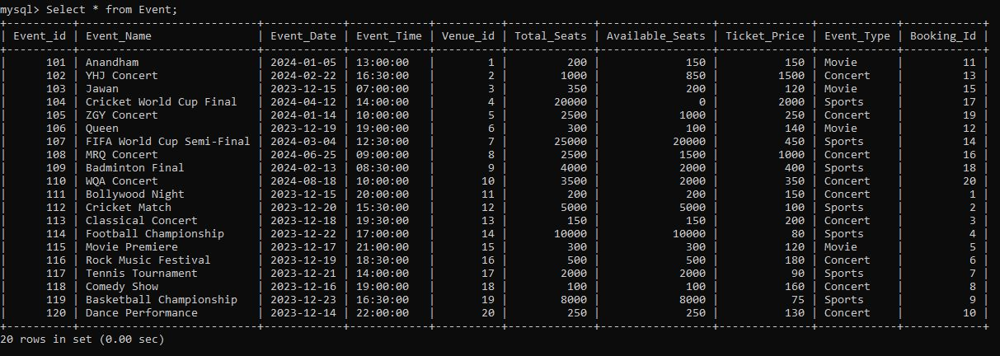 mysql> Select * from Event;
+----------+---------------------------+------------+------------+----------+-------------+-----------------+--------------+------------+------------+
| Event_id | Event_Name                | Event_Date | Event_Time | Venue_id | Total_Seats | Available_Seats | Ticket_Price | Event_Type | Booking_Id |
+----------+---------------------------+------------+------------+----------+-------------+-----------------+--------------+------------+------------+
|      101 | Anandham                  | 2024-01-05 | 13:00:00   |        1 |         200 |             150 |          150 | Movie      |         11 |
|      102 | YHJ Concert               | 2024-02-22 | 16:30:00   |        2 |        1000 |             850 |         1500 | Concert    |         13 |
|      103 | Jawan                     | 2023-12-15 | 07:00:00   |        3 |         350 |             200 |          120 | Movie      |         15 |
|      104 | Cricket World Cup Final   | 2024-04-12 | 14:00:00   |        4 |       20000 |               0 |         2000 | Sports     |         17 |
|      105 | ZGY Concert               | 2024-01-14 | 10:00:00   |        5 |        2500 |            1000 |          250 | Concert    |         19 |
|      106 | Queen                     | 2023-12-19 | 19:00:00   |        6 |         300 |             100 |          140 | Movie      |         12 |
|      107 | FIFA World Cup Semi-Final | 2024-03-04 | 12:30:00   |        7 |       25000 |           20000 |          450 | Sports     |         14 |
|      108 | MRQ Concert               | 2024-06-25 | 09:00:00   |        8 |        2500 |            1500 |         1000 | Concert    |         16 |
|      109 | Badminton Final           | 2024-02-13 | 08:30:00   |        9 |        4000 |            2000 |          400 | Sports     |         18 |
|      110 | WQA Concert               | 2024-08-18 | 10:00:00   |       10 |        3500 |            2000 |          350 | Concert    |         20 |
|      111 | Bollywood Night           | 2023-12-15 | 20:00:00   |       11 |         200 |             200 |          150 | Concert    |          1 |
|      112 | Cricket Match             | 2023-12-20 | 15:30:00   |       12 |        5000 |            5000 |          100 | Sports     |          2 |
|      113 | Classical Concert         | 2023-12-18 | 19:30:00   |       13 |         150 |             150 |          200 | Concert    |          3 |
|      114 | Football Championship     | 2023-12-22 | 17:00:00   |       14 |       10000 |           10000 |           80 | Sports     |          4 |
|      115 | Movie Premiere            | 2023-12-17 | 21:00:00   |       15 |         300 |             300 |          120 | Movie      |          5 |
|      116 | Rock Music Festival       | 2023-12-19 | 18:30:00   |       16 |         500 |             500 |          180 | Concert    |          6 |
|      117 | Tennis Tournament         | 2023-12-21 | 14:00:00   |       17 |        2000 |            2000 |           90 | Sports     |          7 |
|      118 | Comedy Show               | 2023-12-16 | 19:00:00   |       18 |         100 |             100 |          160 | Concert    |          8 |
|      119 | Basketball Championship   | 2023-12-23 | 16:30:00   |       19 |        8000 |            8000 |           75 | Sports     |          9 |
|      120 | Dance Performance         | 2023-12-14 | 22:00:00   |       20 |         250 |             250 |          130 | Concert    |         10 |
+----------+---------------------------+------------+------------+----------+-------------+-----------------+--------------+------------+------------+
20 rows in set (0.00 sec)